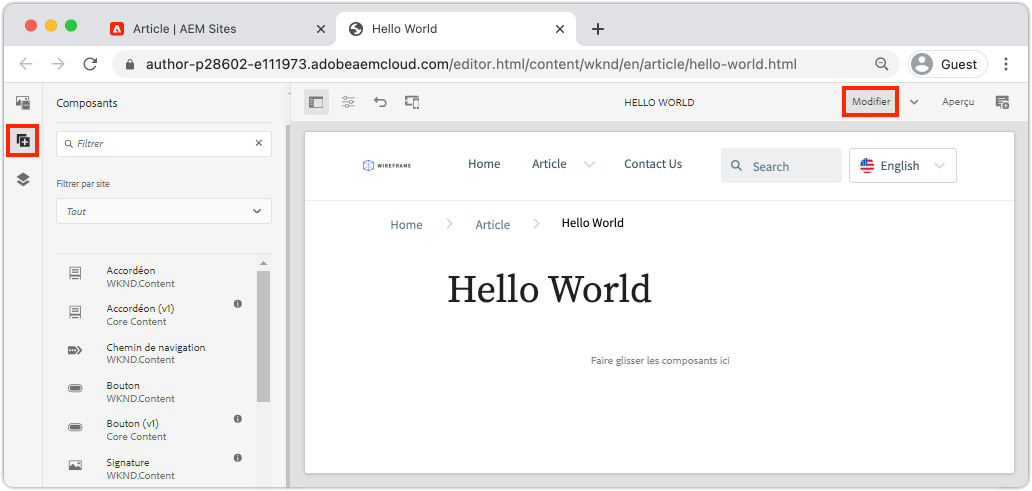 Article | AEM Sites
Hello World
author-p28602-e111973.adobeaemcloud.com/editor.html/content/wknd/en/article/hello-world.html
Guest
Composants
HELLO WORLD
Modifier
Aperçu
Filtrer
Filtrer par site
Tout
Accordéon
WKND.Content
Accordéon (v1)
Core Content
Chemin de navigation
WKND.Content
Bouton
WKND.Content
Bouton (v1)
Core Content
Signature
WKND.Content
WIREFRAME
Home
Article
Contact Us
Search
English
Home
Article
Hello World
Hello World
Faire glisser les composants ici